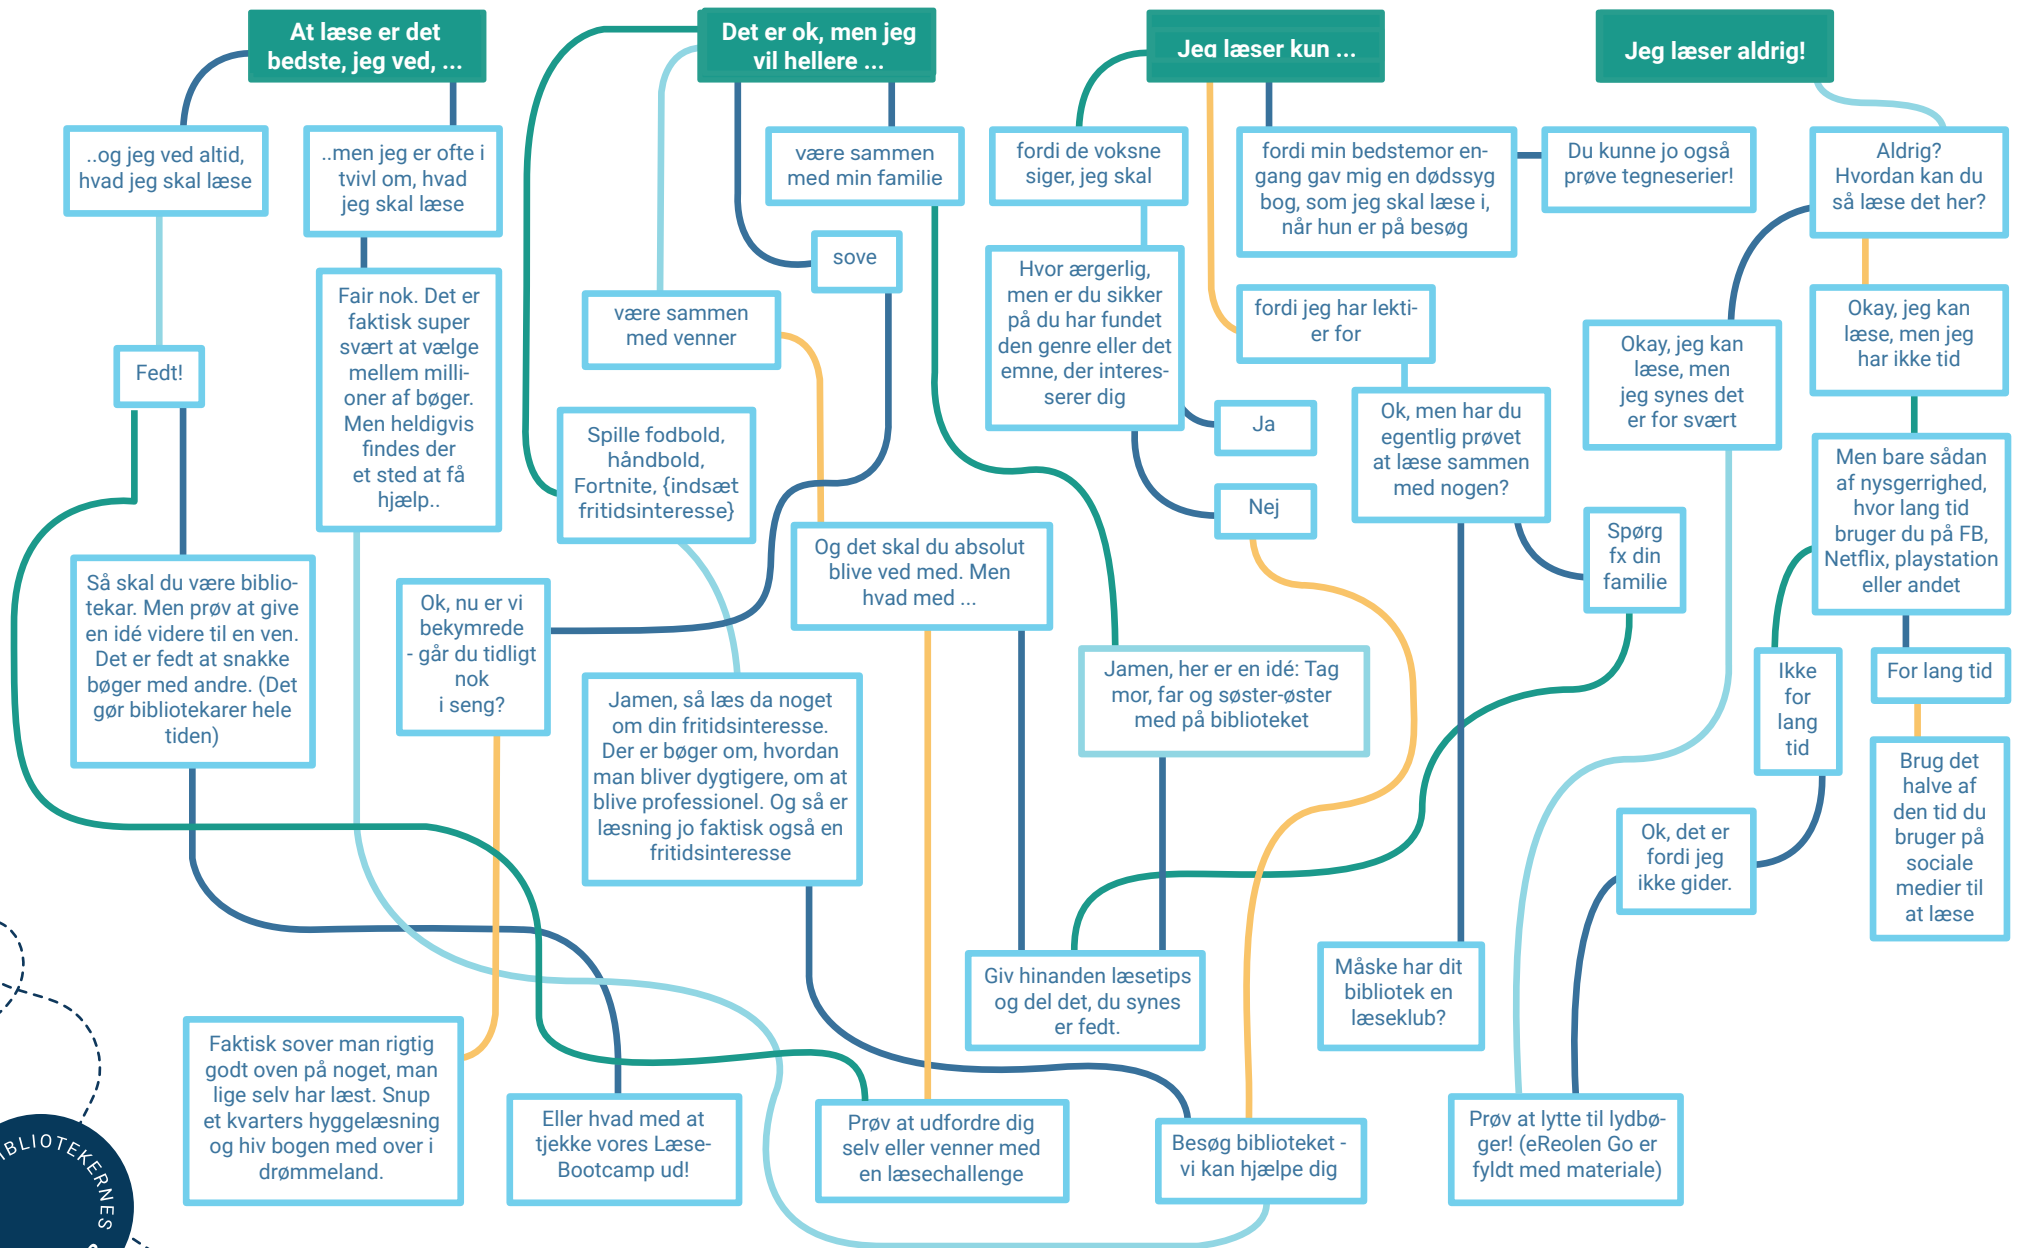 At læse er det
bedste, jeg ved, ...
Det er ok, men jeg
vil hellere ...
Jeg læser kun ...
Jeg læser aldrig!
..og jeg ved altid,
hvad jeg skal læse
..men jeg er ofte i
tvivl om, hvad
jeg skal læse
være sammen
med min familie
fordi de voksne
siger, jeg skal
fordi min bedstemor en-
gang gav mig en dødssyg
bog, som jeg skal læse i,
når hun er på besøg
Du kunne jo også
prøve tegneserier!
Aldrig?
Hvordan kan du
så læse det her?
sove
Hvor ærgerlig,
men er du sikker
på du har fundet
den genre eller det
emne, der interes-
serer dig
Fair nok. Det er
faktisk super
svært at vælge
mellem milli-
oner af bøger.
Men heldigvis
findes der
et sted at få
hjælp..
være sammen
med venner
fordi jeg har lekti-
er for
Okay, jeg kan
læse, men jeg
har ikke tid
Okay, jeg kan
læse, men
jeg synes det
er for svært
Fedt!
Ja
Ok, men har du
egentlig prøvet
at læse sammen
med nogen?
Spille fodbold,
håndbold,
Fortnite, {indsæt
fritidsinteresse}
Men bare sådan
af nysgerrighed,
hvor lang tid
bruger du på FB,
Netflix, playstation
eller andet
Nej
Spørg
fx din
familie
Og det skal du absolut
blive ved med. Men
hvad med ...
Så skal du være biblio-
tekar. Men prøv at give
en idé videre til en ven.
Det er fedt at snakke
bøger med andre. (Det
gør bibliotekarer hele
tiden)
Ok, nu er vi
bekymrede
- går du tidligt
nok
i seng?
Jamen, så læs da noget
om din fritidsinteresse.
Der er bøger om, hvordan
man bliver dygtigere, om at
blive professionel. Og så er
læsning jo faktisk også en
fritidsinteresse
Jamen, her er en idé: Tag
mor, far og søster-øster
med på biblioteket
Ikke
for
lang
tid
For lang tid
Brug det
halve af
den tid du
bruger på
sociale
medier til
at læse
Ok, det er
fordi jeg
ikke gider.
Giv hinanden læsetips
og del det, du synes
er fedt.
Måske har dit
bibliotek en
læseklub?
Faktisk sover man rigtig
godt oven på noget, man
lige selv har læst. Snup
et kvarters hyggelæsning
og hiv bogen med over i
drømmeland.
Eller hvad med at
tjekke vores Læse-
Bootcamp ud!
Prøv at udfordre dig
selv eller venner med
en læsechallenge
Besøg biblioteket -
vi kan hjælpe dig
Prøv at lytte til lydbø-
ger! (eReolen Go er
fyldt med materiale)
IBLIOTEKERNES